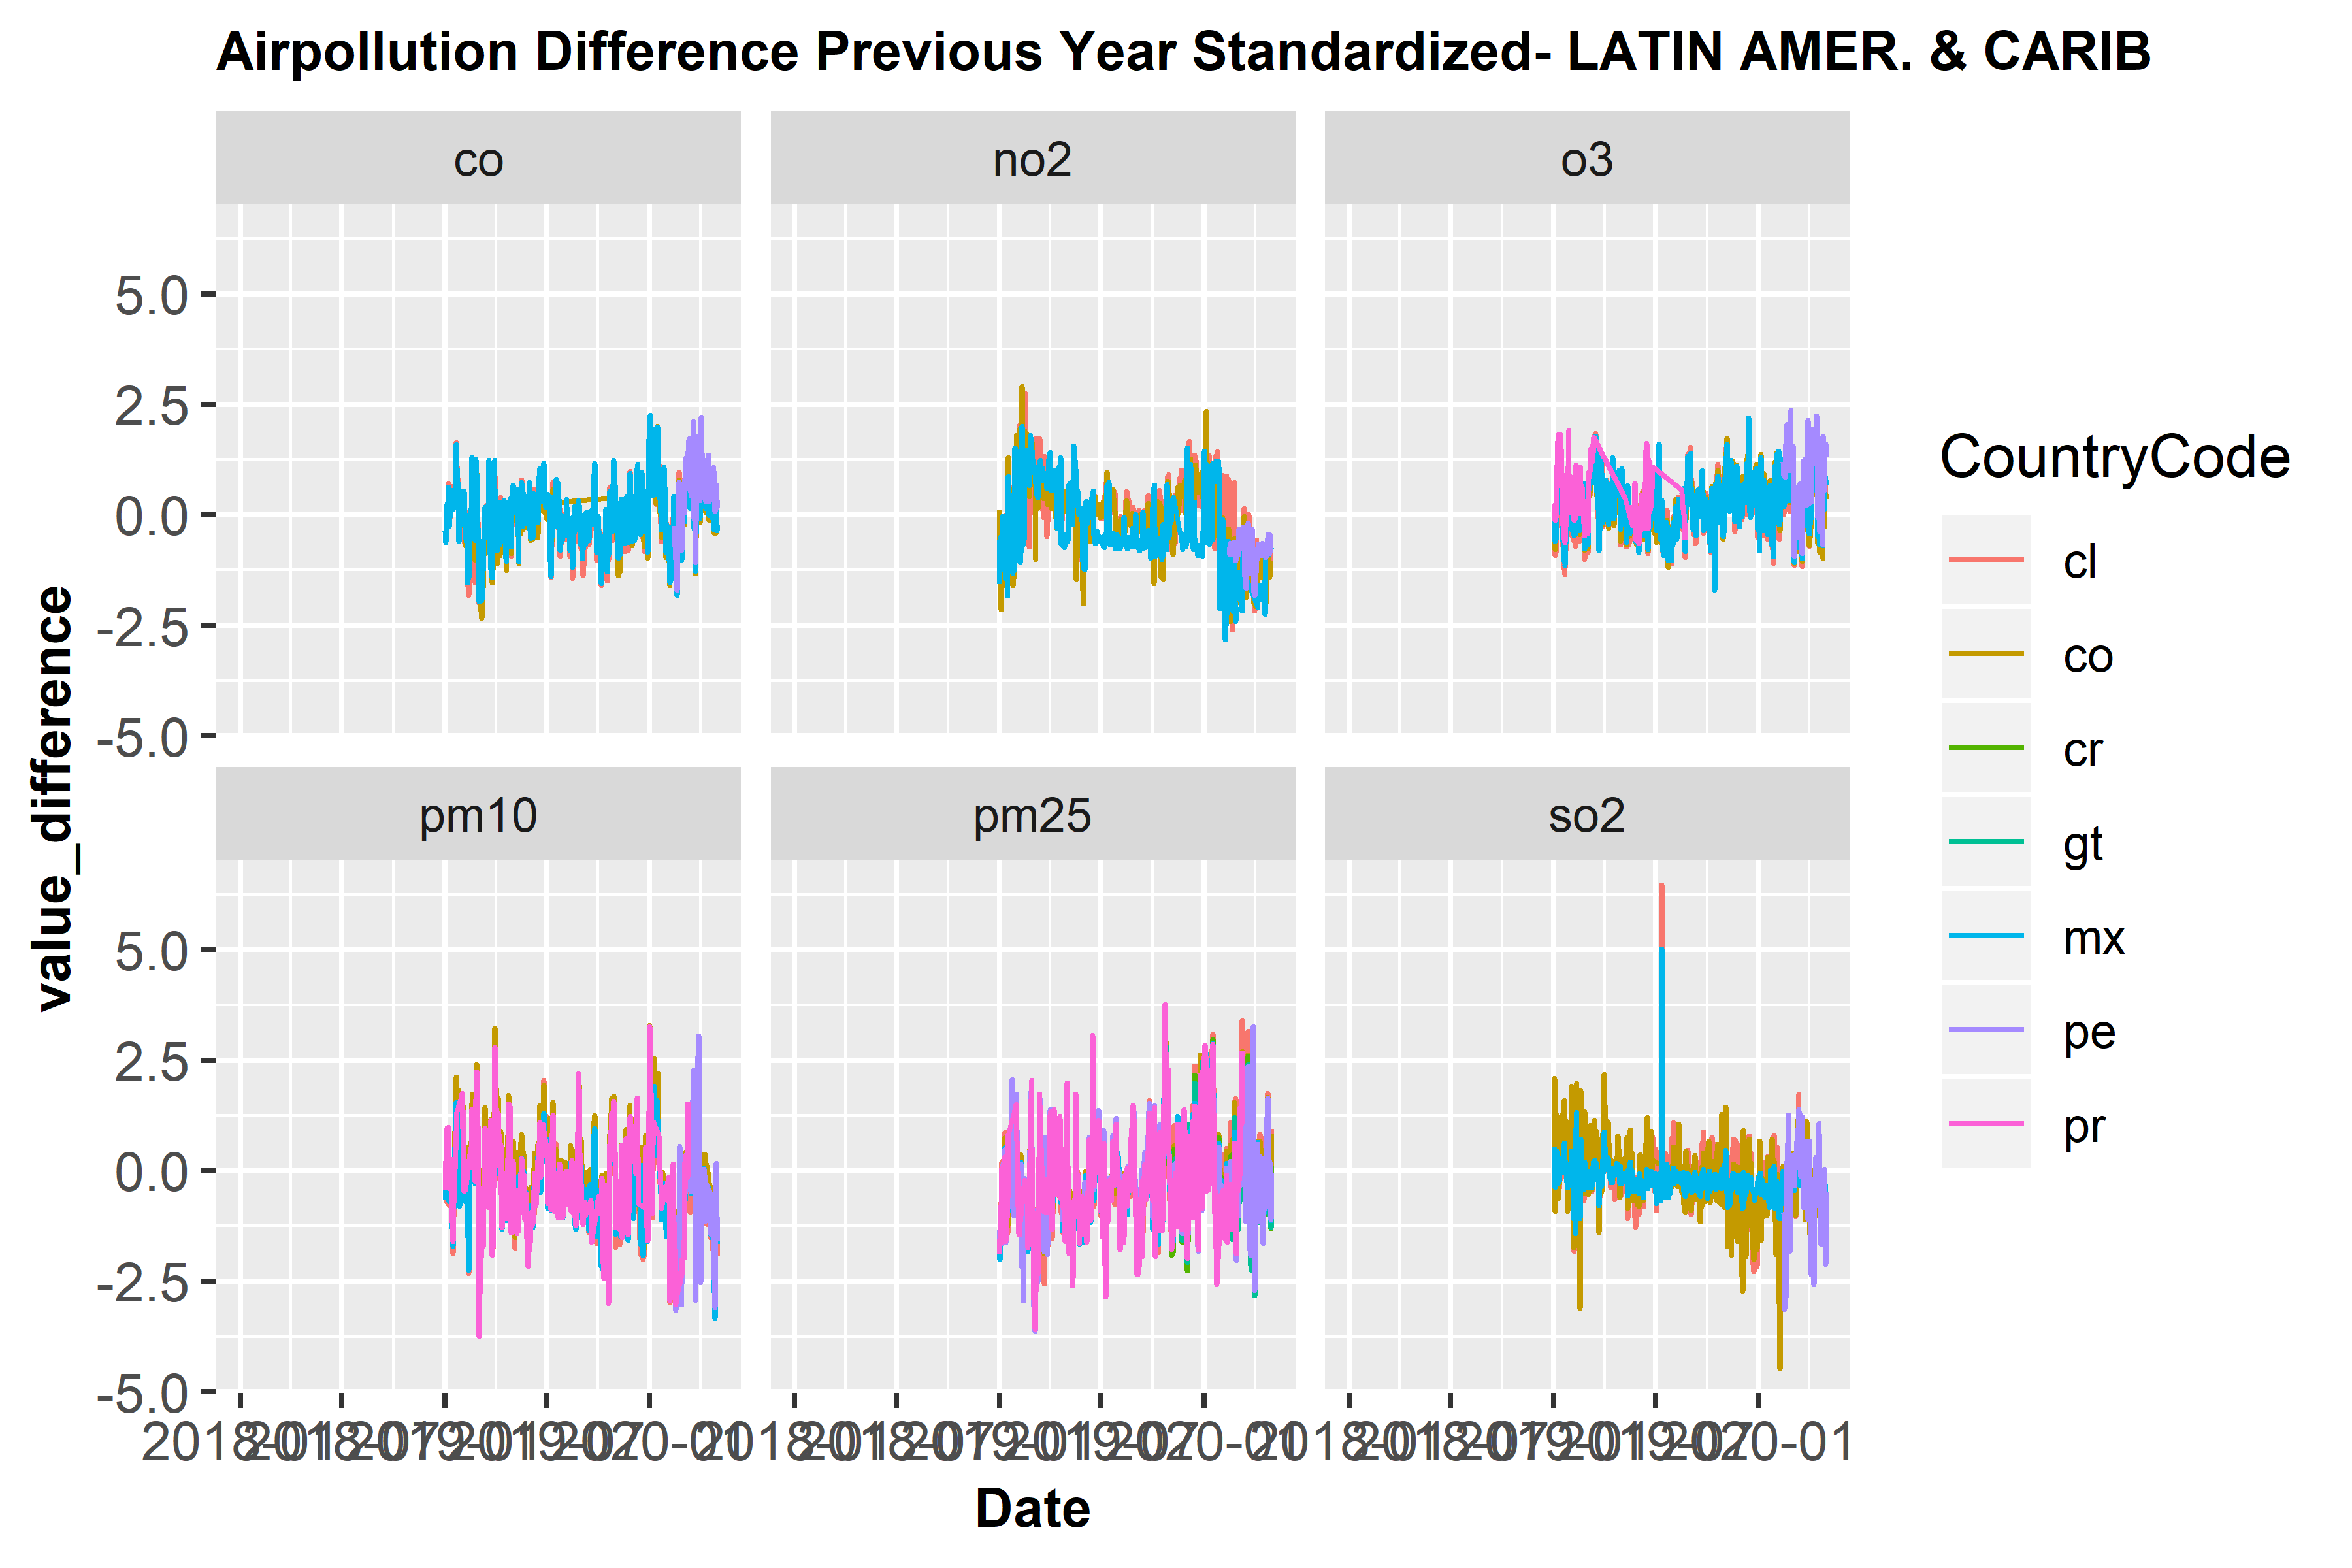 Airpollution Difference Previous Year Standardized- LATIN AMER. & CARIB
co
no2
o3
5.0
2.5
0.0
-2.5
-5.0
pm10
pm25
so2
5.0
2.5
0.0
-2.5
-5.0
2018-01 2018-07 2019-01 2019-07 2020-01 2018-01 2018-07 2019-01 2019-07 2020-01 2018-01 2018-07 2019-01 2019-07 2020-01
Date
value_difference
CountryCode
cl
co
cr
gt
mx
pe
pr